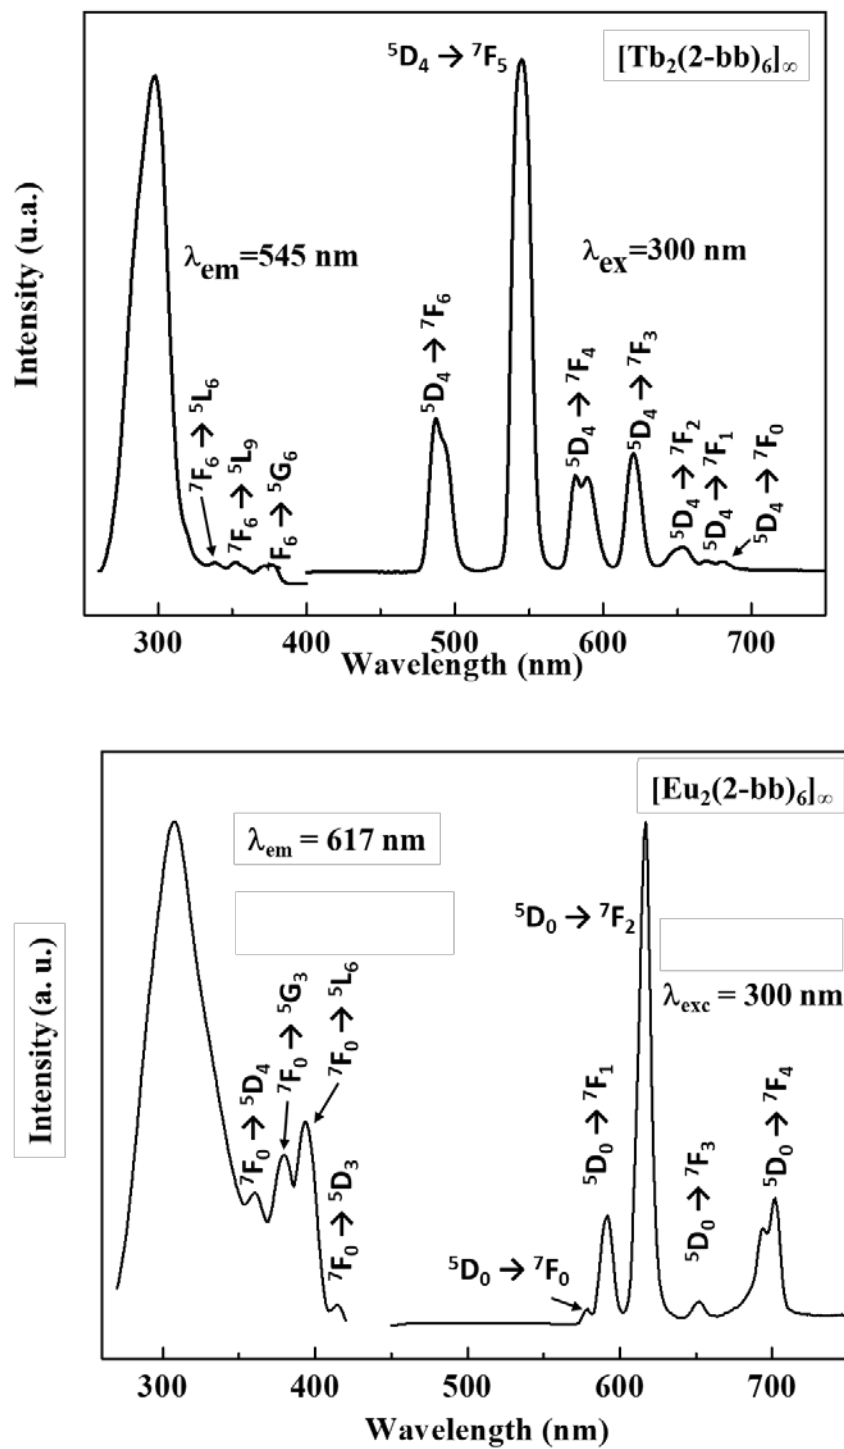 ⁵D₄ → ⁷F₅
[Tb₂(2-bb)₆]∞
Intensity (u.a.)
λem=545 nm
λex=300 nm
⁷F₆ → ⁵L₆
⁷F₆ → ⁵L₉
F₆ → ⁵G₆
⁵D₄ → ⁷F₆
⁵D₄ → ⁷F₄
⁵D₄ → ⁷F₃
⁵D₄ → ⁷F₂
⁵D₄ → ⁷F₁
⁵D₄ → ⁷F₀
300 400 500 600 700
Wavelength (nm)
[Eu₂(2-bb)₆]∞
λem = 617 nm
⁵D₀ → ⁷F₂
λexc = 300 nm
Intensity (a. u.)
⁷F₀ → ⁵D₄
⁷F₀ → ⁵G₃
⁷F₀ → ⁵L₆
⁷F₀ → ⁵D₃
⁵D₀ → ⁷F₀
⁵D₀ → ⁷F₁
⁵D₀ → ⁷F₃
⁵D₀ → ⁷F₄
300 400 500 600 700
Wavelength (nm)